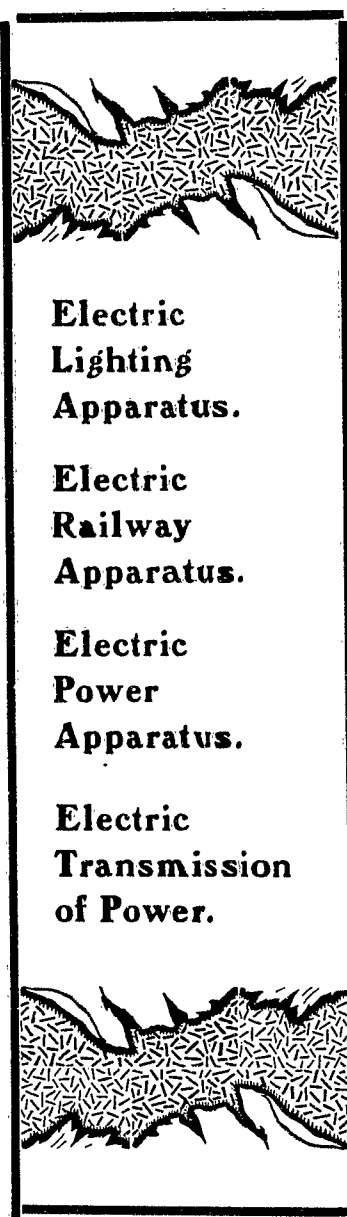 Electric
Lighting
Apparatus.
Electric
Railway
Apparatus.
Electric
Power
Apparatus.
Electric
Transmission
of Power.